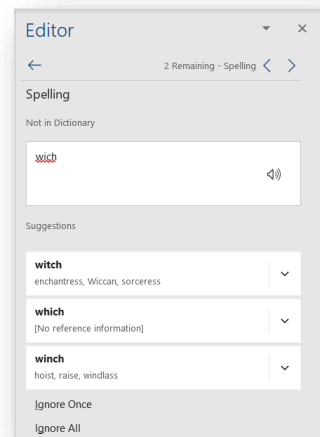 Editor
2 Remaining - Spelling
Spelling
Not in Dictionary
wich
Suggestions
witch
enchantress, Wiccan, sorceress
which
[No reference information]
winch
hoist, raise, windlass
Ignore Once
Ignore All